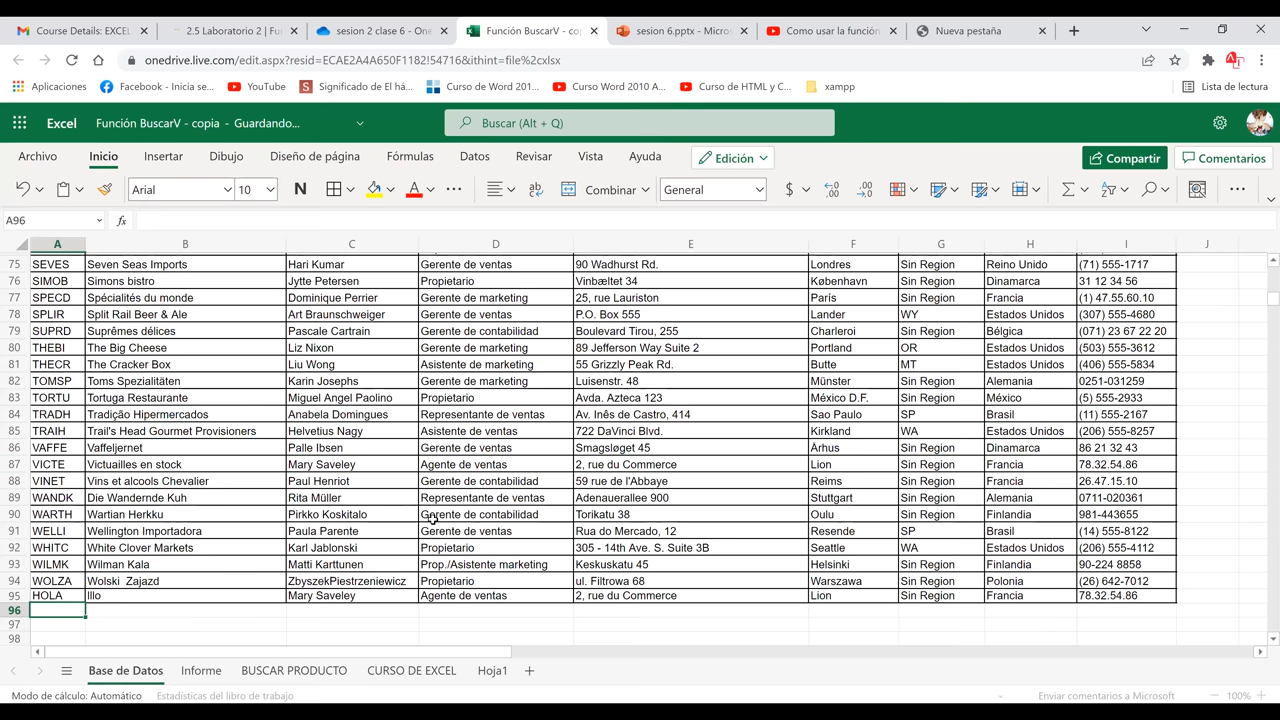 Course Details: EXCEL
2.5 Laboratorio 2 | Fu
sesion 2 clase 6 - One
Función BuscarV - cop
sesion 6.pptx - Micros
Como usar la función
Nueva pestaña
onedrive.live.com/edit.aspx?resid=ECAE2A4A650F1182!54716&ithint=file%2cxlsx
Aplicaciones Facebook - Inicia se... YouTube Significado de El há... Curso de Word 201... Curso Word 2010 A... Curso de HTML y C... xampp Lista de lectura
Excel Función BuscarV - copia - Guardando... Buscar (Alt + Q)
Archivo Inicio Insertar Dibujo Diseño de página Fórmulas Datos Revisar Vista Ayuda Edición Compartir Comentarios
Arial 10 N Combinar General
A96 fx
A B C D E F G H I J
75 SEVES Seven Seas Imports Hari Kumar Gerente de ventas 90 Wadhurst Rd. Londres Sin Region Reino Unido (71) 555-1717
76 SIMOB Simons bistro Jytte Petersen Propietario Vinbæltet 34 København Sin Region Dinamarca 31 12 34 56
77 SPECD Spécialités du monde Dominique Perrier Gerente de marketing 25, rue Lauriston París Sin Region Francia (1) 47.55.60.10
78 SPLIR Split Rail Beer & Ale Art Braunschweiger Gerente de marketing P.O. Box 555 Lander WY Estados Unidos (307) 555-4680
79 SUPRD Suprêmes délices Pascale Cartrain Gerente de contabilidad Boulevard Tirou, 255 Charleroi Sin Region Bélgica (071) 23 67 22 20
80 THEBI The Big Cheese Liz Nixon Gerente de marketing 89 Jefferson Way Suite 2 Portland OR Estados Unidos (503) 555-3612
81 THECR The Cracker Box Liu Wong Asistente de marketing 55 Grizzly Peak Rd. Butte MT Estados Unidos (406) 555-5834
82 TOMSP Toms Spezialitäten Karin Josephs Gerente de marketing Luisenstr. 48 Münster Sin Region Alemania 0251-031259
83 TORTU Tortuga Restaurante Miguel Angel Paolino Propietario Avda. Azteca 123 México D.F. Sin Region México (5) 555-2933
84 TRADH Tradição Hipermercados Anabela Domingues Representante de ventas Av. Inês de Castro, 414 Sao Paulo SP Brasil (11) 555-2167
85 TRAIH Trail's Head Gourmet Provisioners Helvetius Nagy Asistente de ventas 722 DaVinci Blvd. Kirkland WA Estados Unidos (206) 555-8257
86 VAFFE Vaffeljernet Palle Ibsen Gerente de ventas Smagsløget 45 Århus Sin Region Dinamarca 86 21 32 43
87 VICTE Victuailles en stock Mary Saveley Agente de ventas 2, rue du Commerce Lion Sin Region Francia 78.32.54.86
88 VINET Vins et alcools Chevalier Paul Henriot Gerente de contabilidad 59 rue de l'Abbaye Reims Sin Region Francia 26.47.15.10
89 WANDK Die Wandernde Kuh Rita Müller Representante de ventas Adenauerallee 900 Stuttgart Sin Region Alemania 0711-020361
90 WARTH Wartian Herkku Pirkko Koskitalo Gerente de contabilidad Torikatu 38 Oulu Sin Region Finlandia 981-443655
91 WELLI Wellington Importadora Paula Parente Gerente de ventas Rua do Mercado, 12 Resende SP Brasil (14) 555-8122
92 WHITC White Clover Markets Karl Jablonski Propietario 305 - 14th Ave. S. Suite 3B Seattle WA Estados Unidos (206) 555-4112
93 WILMK Wilman Kala Matti Karttunen Prop./Asistente marketing Keskuskatu 45 Helsinki Sin Region Finlandia 90-224 8858
94 WOLZA Wolski Zajazd ZbyszekPiestrzeniewicz Propietario ul. Filtrowa 68 Warszawa Sin Region Polonia (26) 642-7012
95 HOLA Illo Mary Saveley Agente de ventas 2, rue du Commerce Lion Sin Region Francia 78.32.54.86
96
97
98
Base de Datos Informe BUSCAR PRODUCTO CURSO DE EXCEL Hoja1
Modo de cálculo: Automático Estadísticas del libro de trabajo Enviar comentarios a Microsoft 100%